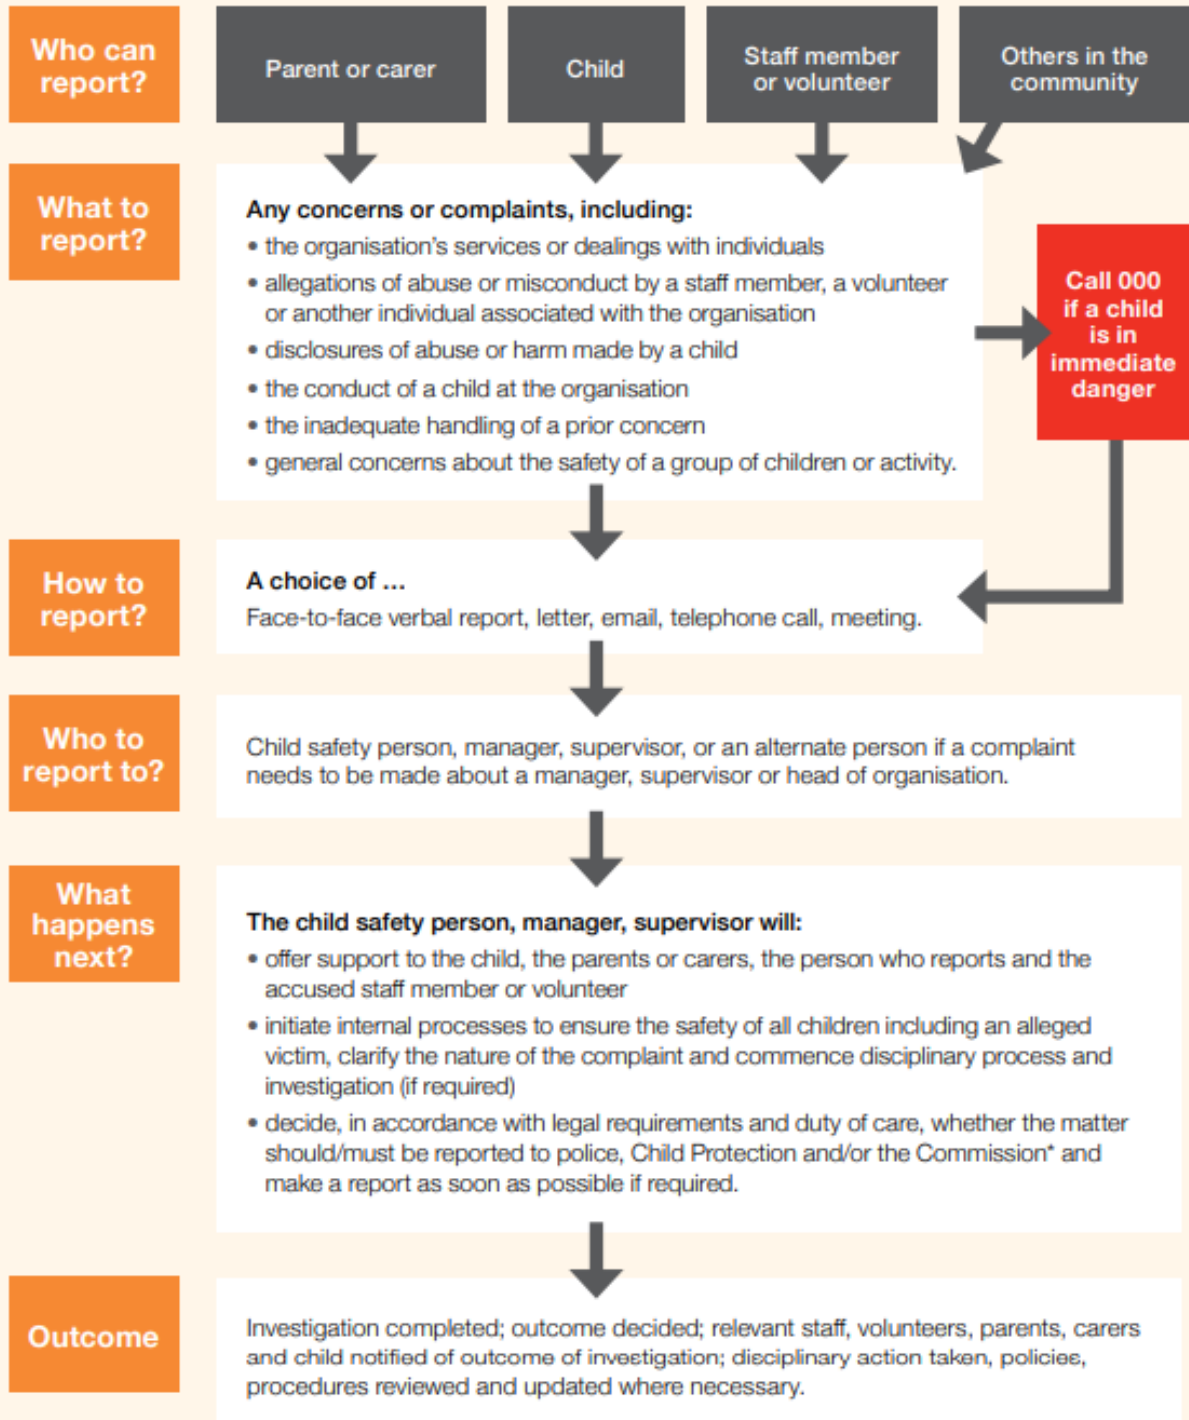 Who can
report?
Parent or carer
Child
Staff member
or volunteer
Others in the
community
What to
report?
Any concerns or complaints, including:
• the organisation's services or dealings with individuals
• allegations of abuse or misconduct by a staff member, a volunteer
or another individual associated with the organisation
• disclosures of abuse or harm made by a child
• the conduct of a child at the organisation
• the inadequate handling of a prior concern
• general concerns about the safety of a group of children or activity.
Call 000
if a child
is in
immediate
danger
How to
report?
A choice of ...
Face-to-face verbal report, letter, email, telephone call, meeting.
Who to
report to?
Child safety person, manager, supervisor, or an alternate person if a complaint
needs to be made about a manager, supervisor or head of organisation.
What
happens
next?
The child safety person, manager, supervisor will:
• offer support to the child, the parents or carers, the person who reports and the
accused staff member or volunteer
• initiate internal processes to ensure the safety of all children including an alleged
victim, clarify the nature of the complaint and commence disciplinary process and
investigation (if required)
• decide, in accordance with legal requirements and duty of care, whether the matter
should/must be reported to police, Child Protection and/or the Commission* and
make a report as soon as possible if required.
Outcome
Investigation completed; outcome decided; relevant staff, volunteers, parents, carers
and child notified of outcome of investigation; disciplinary action taken, policies,
procedures reviewed and updated where necessary.